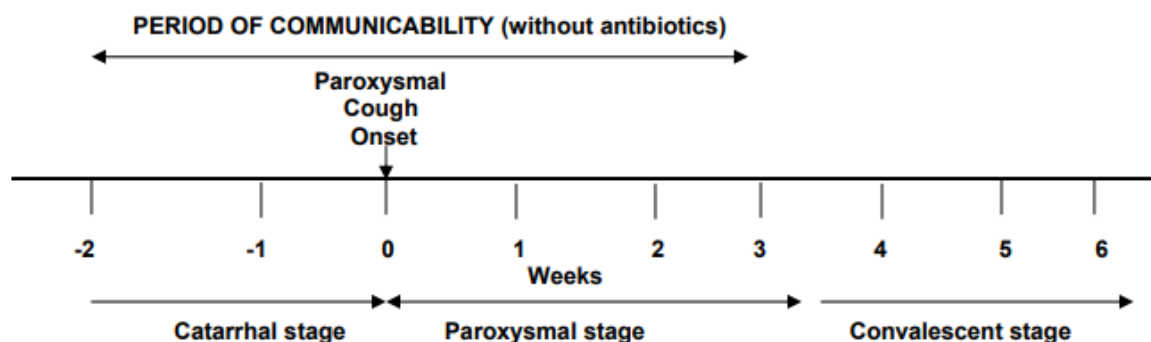 PERIOD OF COMMUNICABILITY (without antibiotics)
Paroxysmal
Cough
Onset
-2 -1 0 1 2 3 4 5 6
Weeks
Catarrhal stage Paroxysmal stage Convalescent stage